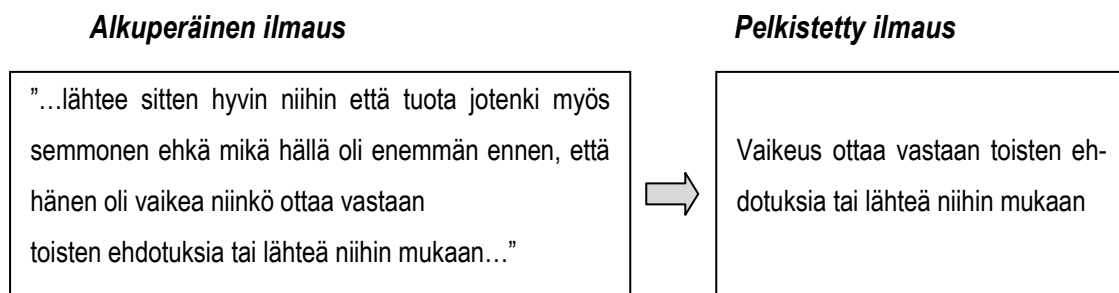 Alkuperäinen ilmaus
Pelkistetty ilmaus
”…lähtee sitten hyvin niihin että tuota jotenki myös
semmonen ehkä mikä hällä oli enemmän ennen, että
hänen oli vaikea niinkö ottaa vastaan
toisten ehdotuksia tai lähteä niihin mukaan…”
Vaikeus ottaa vastaan toisten eh-
dotuksia tai lähteä niihin mukaan